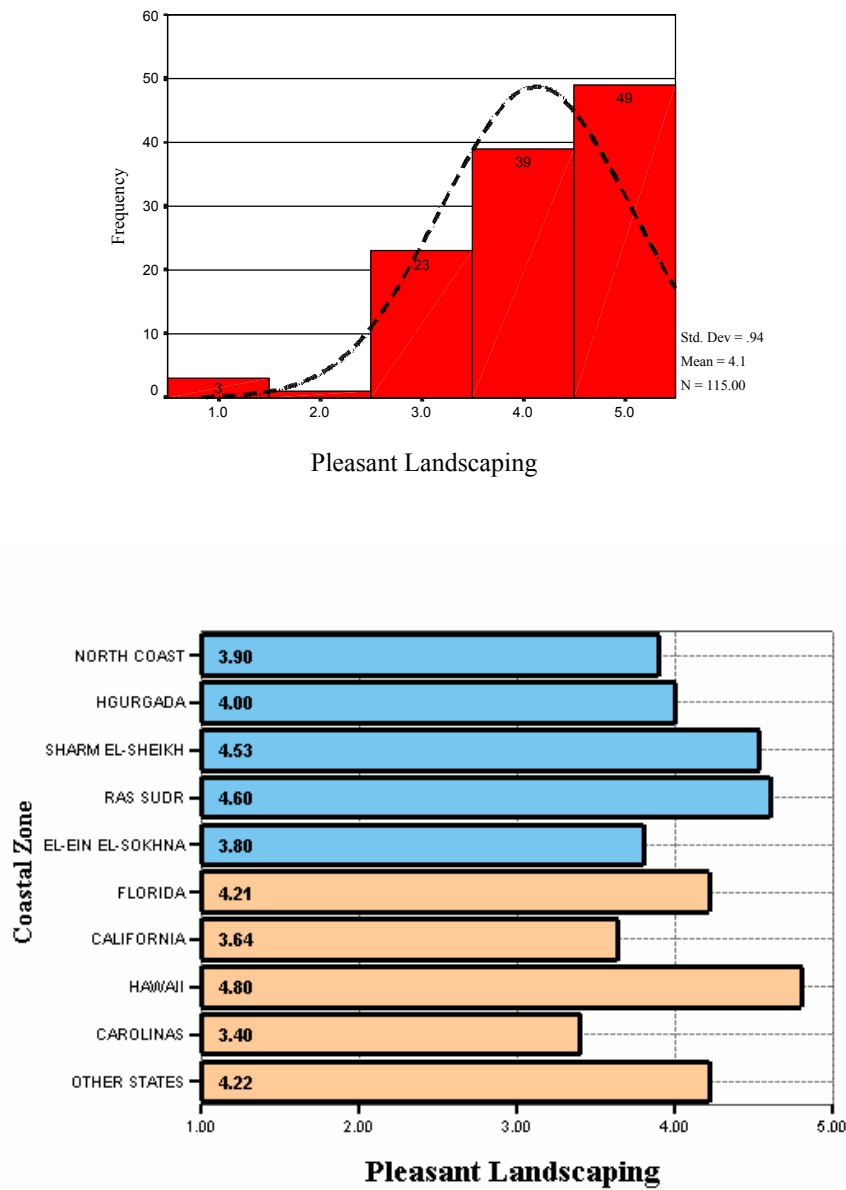 60
50
40
30
20
10
0
Frequency
3
23
39
49
1.0 2.0 3.0 4.0 5.0
Std. Dev = .94
Mean = 4.1
N = 115.00
Pleasant Landscaping
Coastal Zone
NORTH COAST 3.90
HGURGADA 4.00
SHARM EL-SHEIKH 4.53
RAS SUDR 4.60
EL-EIN EL-SOKHNA 3.80
FLORIDA 4.21
CALIFORNIA 3.64
HAWAII 4.80
CAROLINAS 3.40
OTHER STATES 4.22
1.00 2.00 3.00 4.00 5.00
Pleasant Landscaping